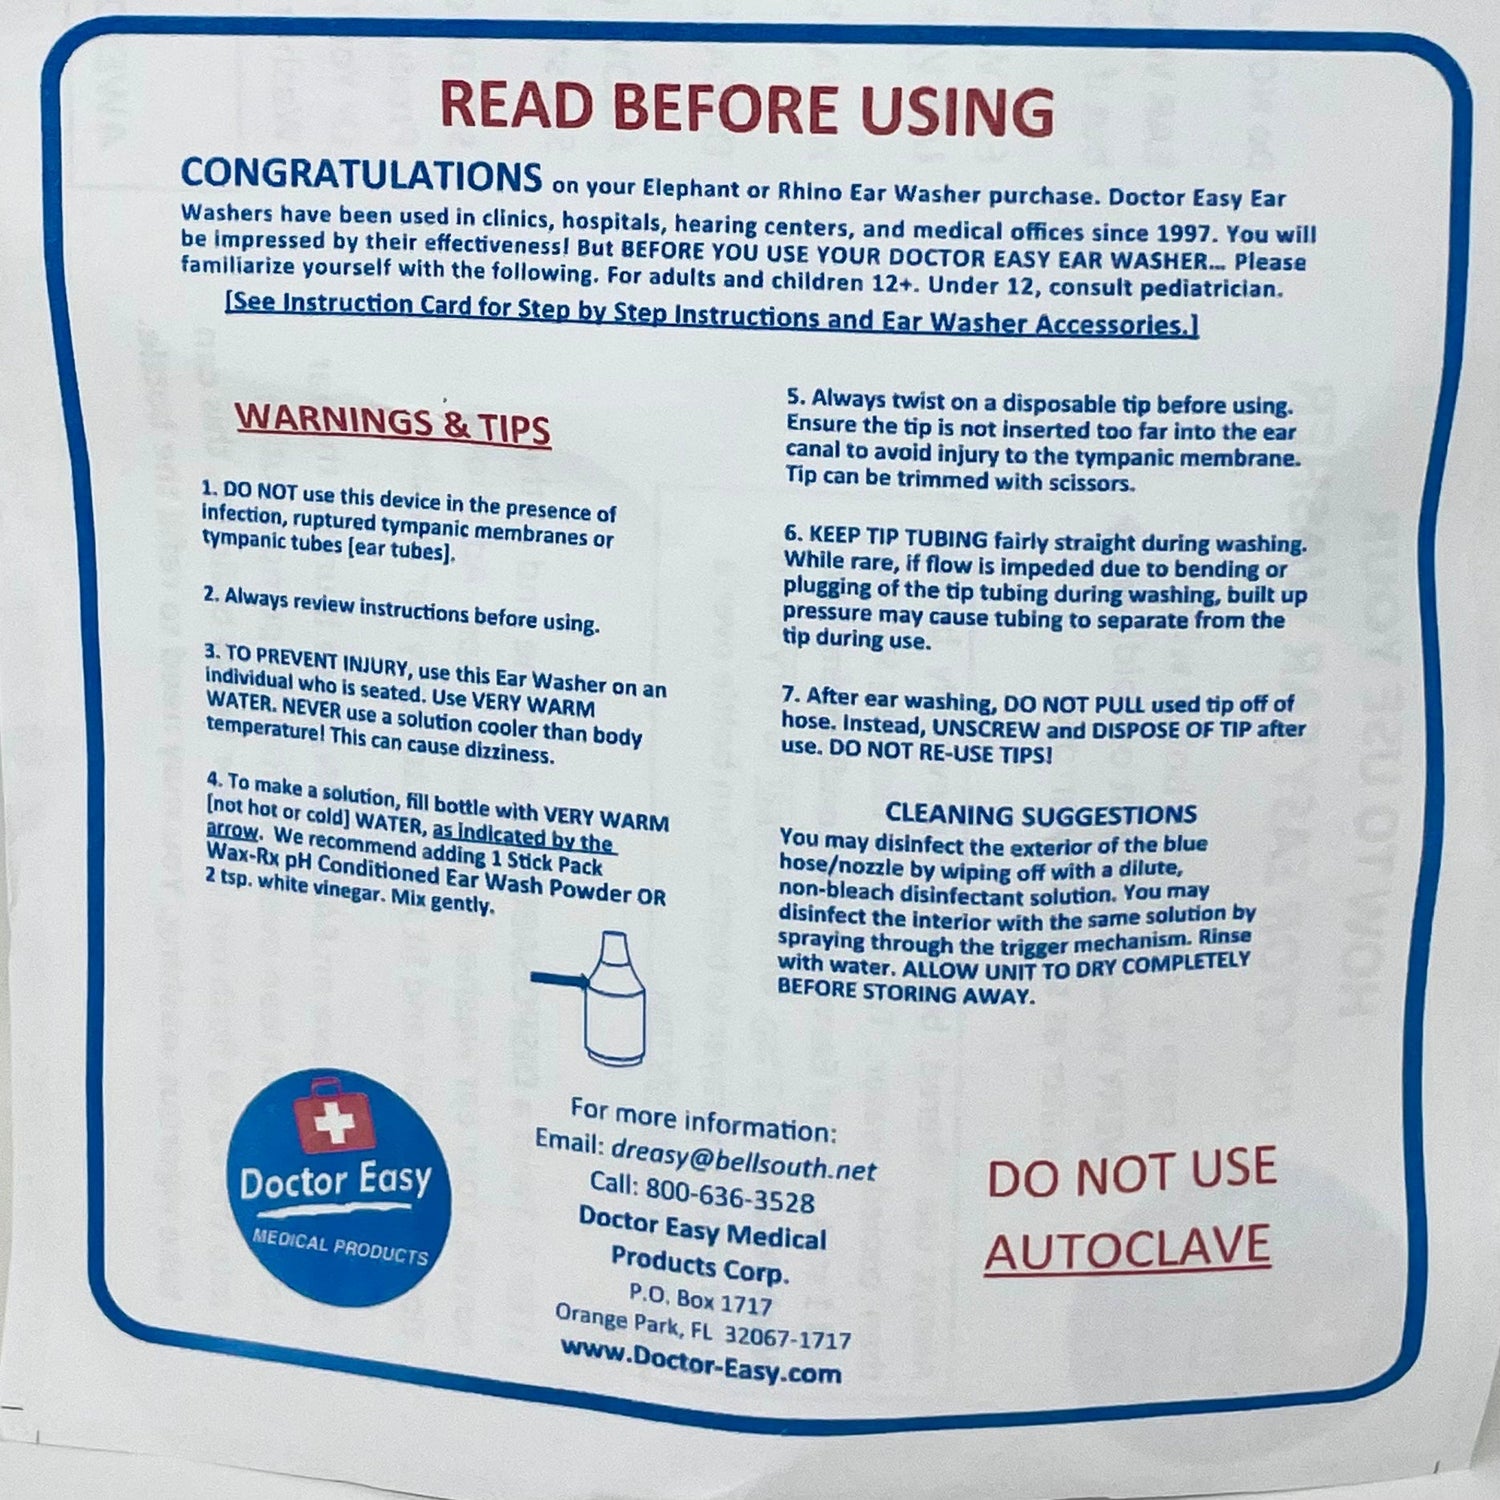 READ BEFORE USING
CONGRATULATIONS on your Elephant or Rhino Ear Washer purchase. Doctor Easy Ear
Washers have been used in clinics, hospitals, hearing centers, and medical offices since 1997. You will
be impressed by their effectiveness! But BEFORE YOU USE YOUR DOCTOR EASY EAR WASHER... Please
familiarize yourself with the following. For adults and children 12+. Under 12, consult pediatrician.
[See Instruction Card for Step by Step Instructions and Ear Washer Accessories.]
WARNINGS & TIPS
1. DO NOT use this device in the presence of
infection, ruptured tympanic membranes or
tympanic tubes [ear tubes].
2. Always review instructions before using.
3. TO PREVENT INJURY, use this Ear Washer on an
individual who is seated. Use VERY WARM
WATER. NEVER use a solution cooler than body
temperature! This can cause dizziness.
4. To make a solution, fill bottle with VERY WARM
[not hot or cold] WATER, as indicated by the
arrow. We recommend adding 1 Stick Pack
Wax-Rx pH Conditioned Ear Wash Powder OR
2 tsp. white vinegar. Mix gently.
5. Always twist on a disposable tip before using.
Ensure the tip is not inserted too far into the ear
canal to avoid injury to the tympanic membrane.
Tip can be trimmed with scissors.
6. KEEP TIP TUBING fairly straight during washing.
While rare, if flow is impeded due to bending or
plugging of the tip tubing during washing, built up
pressure may cause tubing to separate from the
tip during use.
7. After ear washing, DO NOT PULL used tip off of
hose. Instead, UNSCREW and DISPOSE OF TIP after
use. DO NOT RE-USE TIPS!
CLEANING SUGGESTIONS
You may disinfect the exterior of the blue
hose/nozzle by wiping off with a dilute,
non-bleach disinfectant solution. You may
disinfect the interior with the same solution by
spraying through the trigger mechanism. Rinse
with water. ALLOW UNIT TO DRY COMPLETELY
BEFORE STORING AWAY.
Doctor Easy
MEDICAL PRODUCTS
For more information:
Email: dreasy@bellsouth.net
Call: 800-636-3528
Doctor Easy Medical
Products Corp.
P.O. Box 1717
Orange Park, FL 32067-1717
www.Doctor-Easy.com
DO NOT USE
AUTOCLAVE